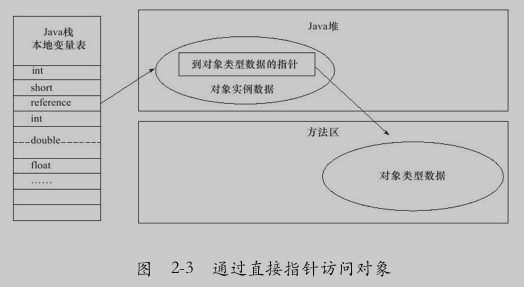 Java栈
本地变量表
int
short
reference
int
double
float
……
Java堆
到对象类型数据的指针
对象实例数据
方法区
对象类型数据
图 2-3 通过直接指针访问对象